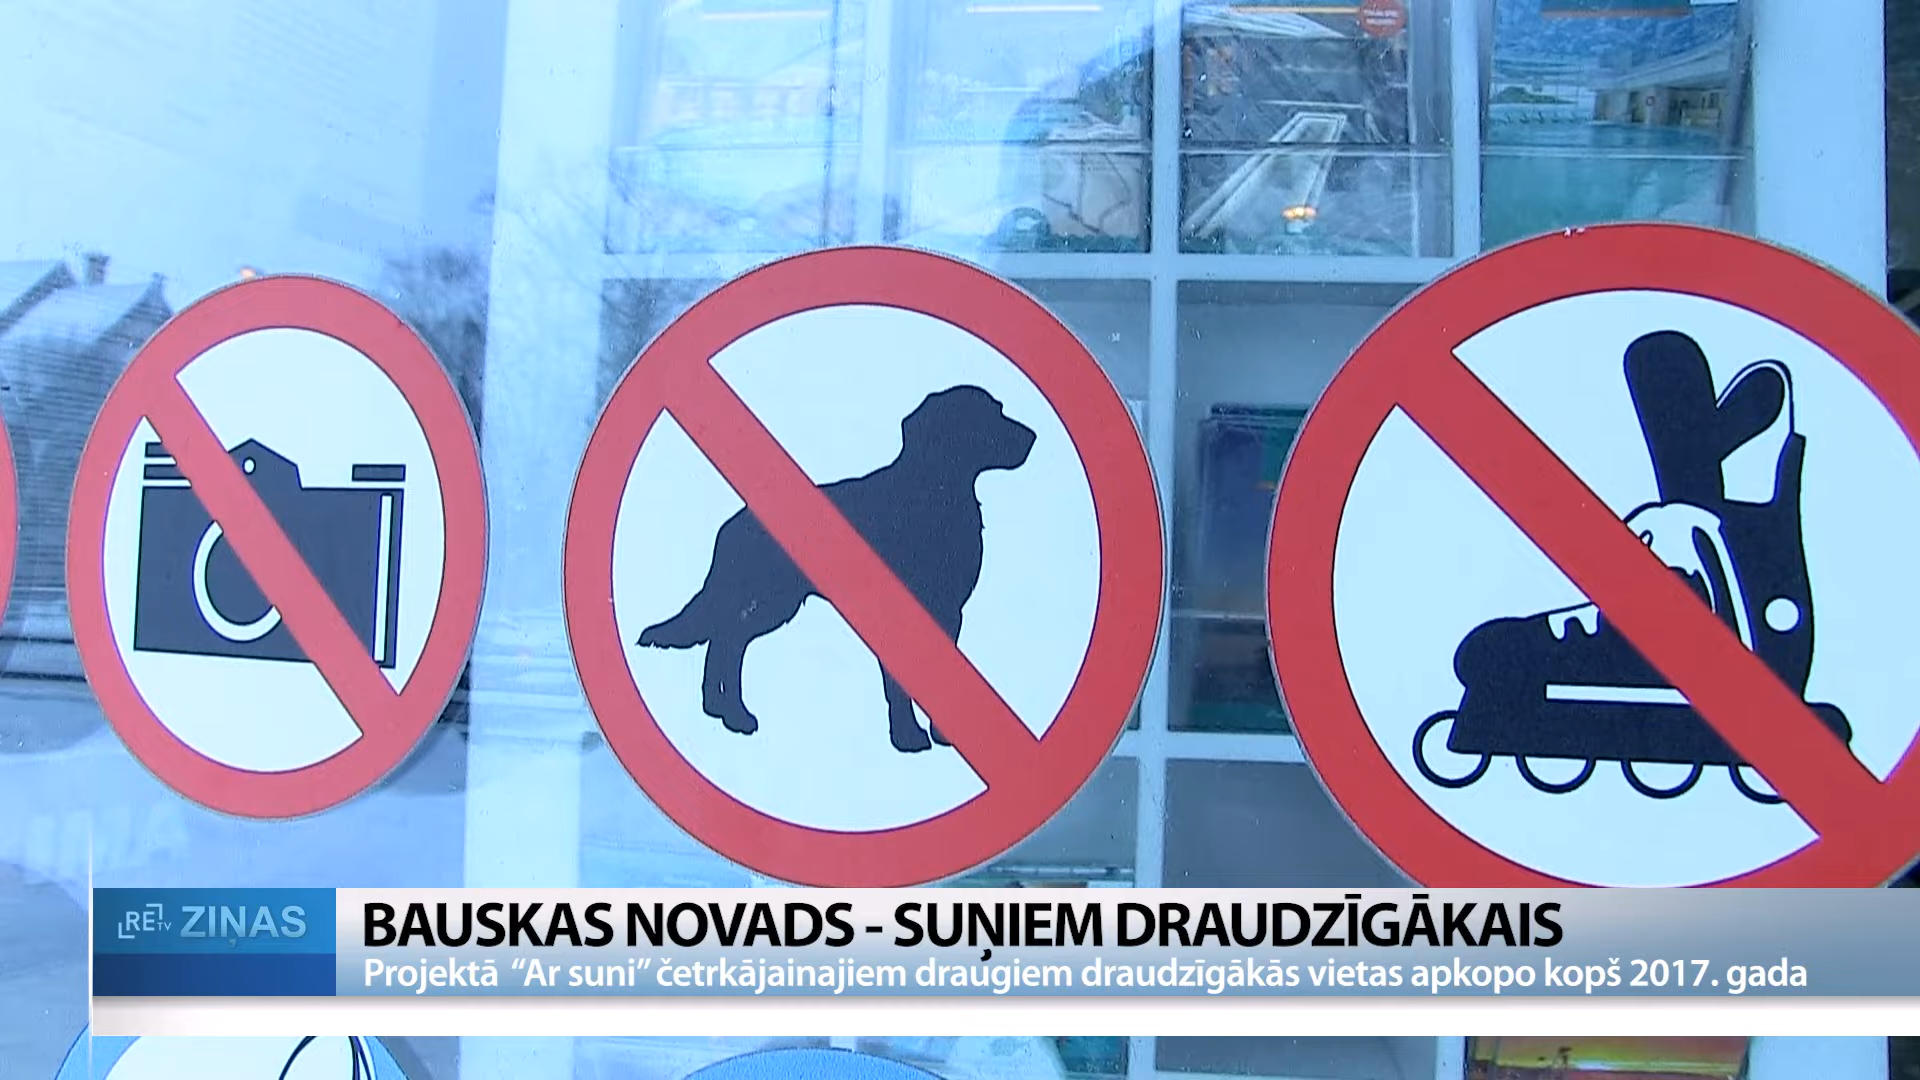 RE TV ZIŅAS
BAUSKAS NOVADS - SUŅIEM DRAUDZĪGĀKAIS
Projektā “Ar suni” četrkājainajiem draugiem draudzīgākās vietas apkopo kopš 2017. gada